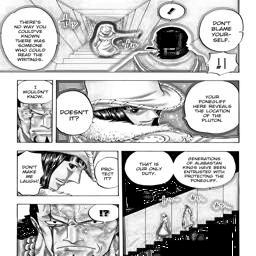 DON'T
BLAME
YOUR-
SELF.
THERE'S
NO WAY
YOU
COULD'VE
KNOWN
THERE WAS
SOMEONE
WHO COULD
READ THE
WRITINGS.
YOUR
PONEGLIFF
HERE REVEALS
THE LOCATION
OF THE
PLUTON.
DOESN'T
IT?
I
WOULDN'T
KNOW.
GENERATIONS
OF ALABASTAN
KINGS HAVE BEEN
ENTRUSTED WITH
PROTECTING THE
PONEGLIFF.
THAT IS
OUR ONLY
DUTY.
PRO-
TECT
IT?
DON'T
MAKE ME
LAUGH!
!?